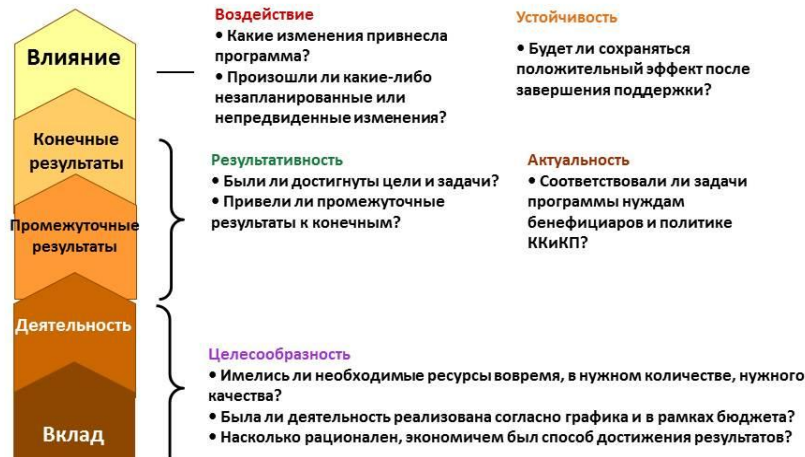 Влияние
Конечные
результаты
Промежуточные
результаты
Деятельность
Вклад
Воздействие
• Какие изменения привнесла
программа?
• Произошли ли какие-либо
незапланированные или
непредвиденные изменения?
Устойчивость
• Будет ли сохраняться
положительный эффект после
завершения поддержки?
Результативность
• Были ли достигнуты цели и задачи?
• Привели ли промежуточные
результаты к конечным?
Актуальность
• Соответствовали ли задачи
программы нуждам
бенефициаров и политике
ККиКП?
Целесообразность
• Имелись ли необходимые ресурсы вовремя, в нужном количестве, нужного
качества?
• Была ли деятельность реализована согласно графика и в рамках бюджета?
• Насколько рационален, экономичем был способ достижения результатов?